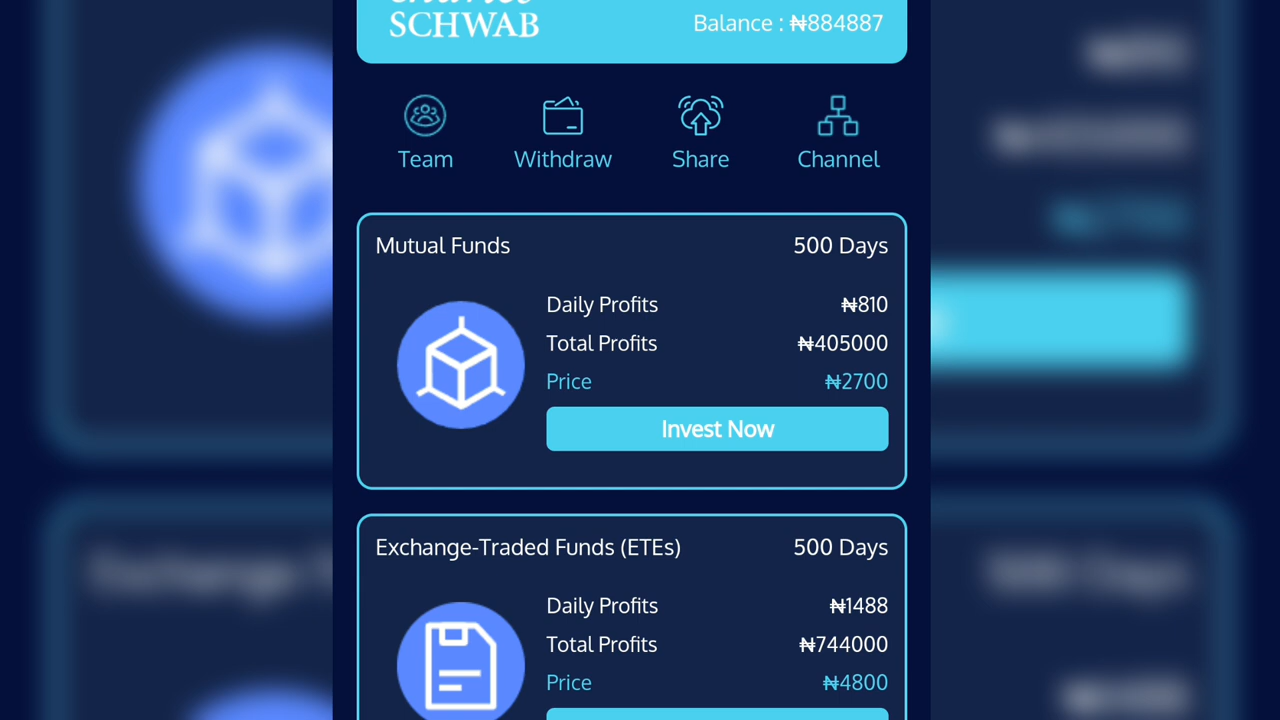 charles
SCHWAB
Balance : ₦884887
Team Withdraw Share Channel
Mutual Funds 500 Days
Daily Profits ₦810
Total Profits ₦405000
Price ₦2700
Invest Now
Exchange-Traded Funds (ETEs) 500 Days
Daily Profits ₦1488
Total Profits ₦744000
Price ₦4800